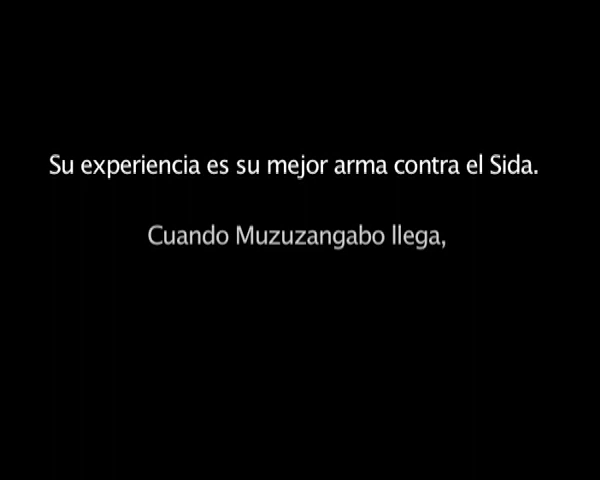 Su experiencia es su mejor arma contra el Sida.
Cuando Muzuzangabo llega,